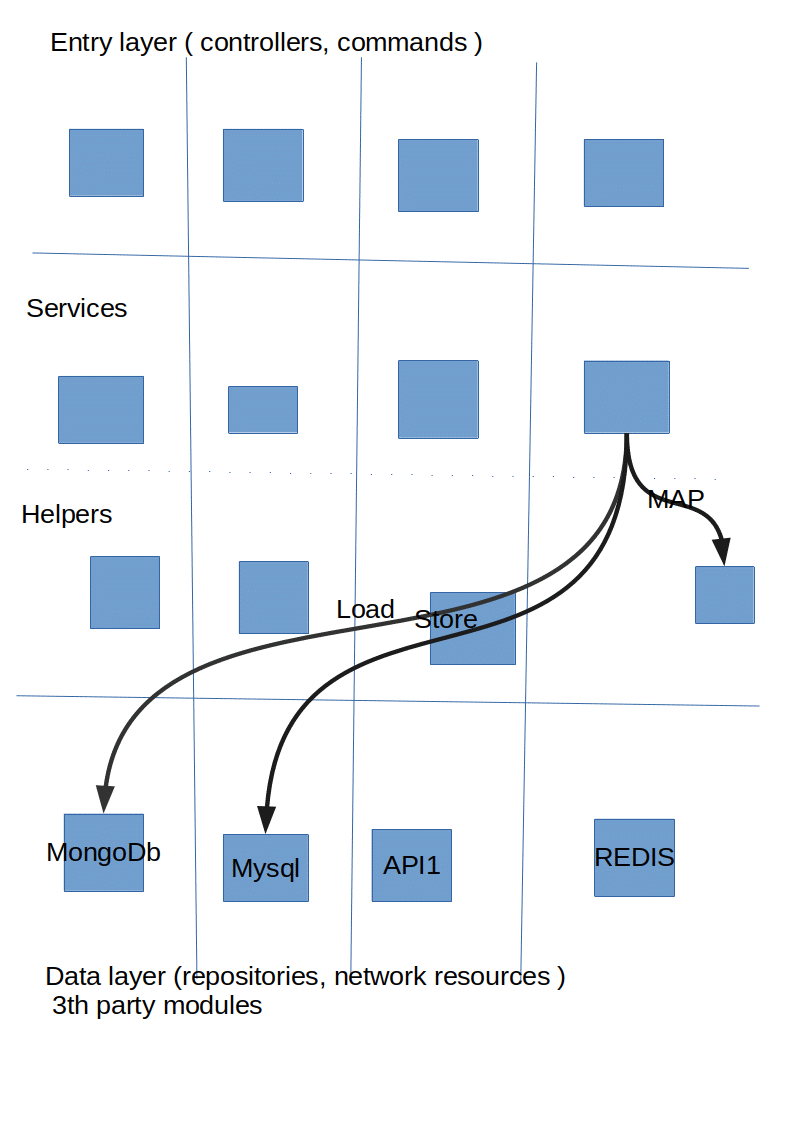 Entry layer ( controllers, commands )
Services
Helpers
MAP
Load
Store
MongoDb
Mysql
API1
REDIS
Data layer (repositories, network resources )
3th party modules